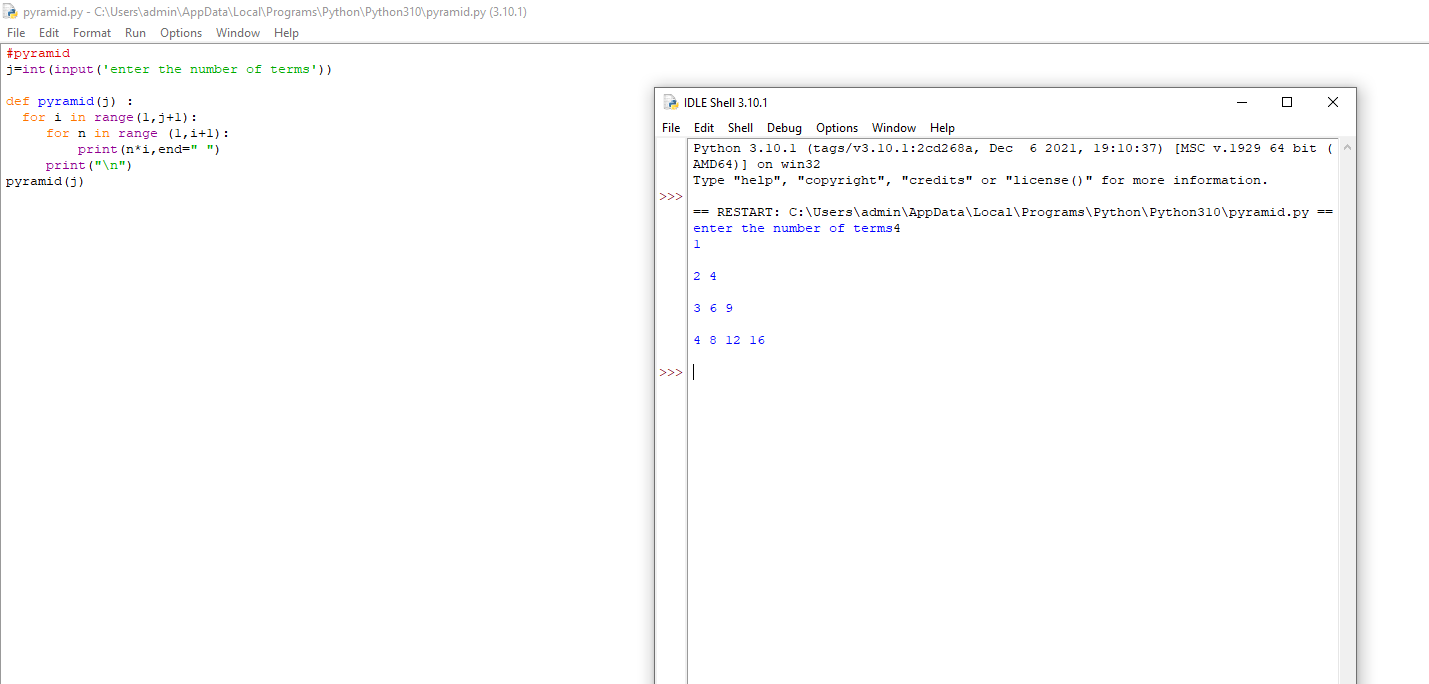 pyramid.py - C:\Users\admin\AppData\Local\Programs\Python\Python310\pyramid.py (3.10.1)
File Edit Format Run Options Window Help
#pyramid
j=int(input('enter the number of terms'))
def pyramid(j) :
  for i in range(1,j+1):
     for n in range (1,i+1):
         print(n*i,end=" ")
     print("\n")
pyramid(j)
IDLE Shell 3.10.1
File Edit Shell Debug Options Window Help
Python 3.10.1 (tags/v3.10.1:2cd268a, Dec  6 2021, 19:10:37) [MSC v.1929 64 bit (
AMD64)] on win32
Type "help", "copyright", "credits" or "license()" for more information.
>>>
== RESTART: C:\Users\admin\AppData\Local\Programs\Python\Python310\pyramid.py ==
enter the number of terms4
1
2 4
3 6 9
4 8 12 16
>>>